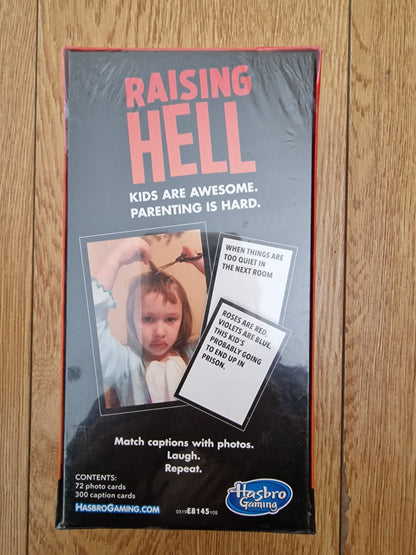 RAISING
HELL
KIDS ARE AWESOME.
PARENTING IS HARD.
WHEN THINGS ARE
TOO QUIET IN
THE NEXT ROOM
ROSES ARE RED,
VIOLETS ARE BLUE,
THIS KID'S
PROBABLY GOING
TO END UP IN
PRISON.
Match captions with photos.
Laugh.
Repeat.
CONTENTS:
72 photo cards
300 caption cards
HASBROGAMING.COM
0519E8145102
Hasbro
Gaming